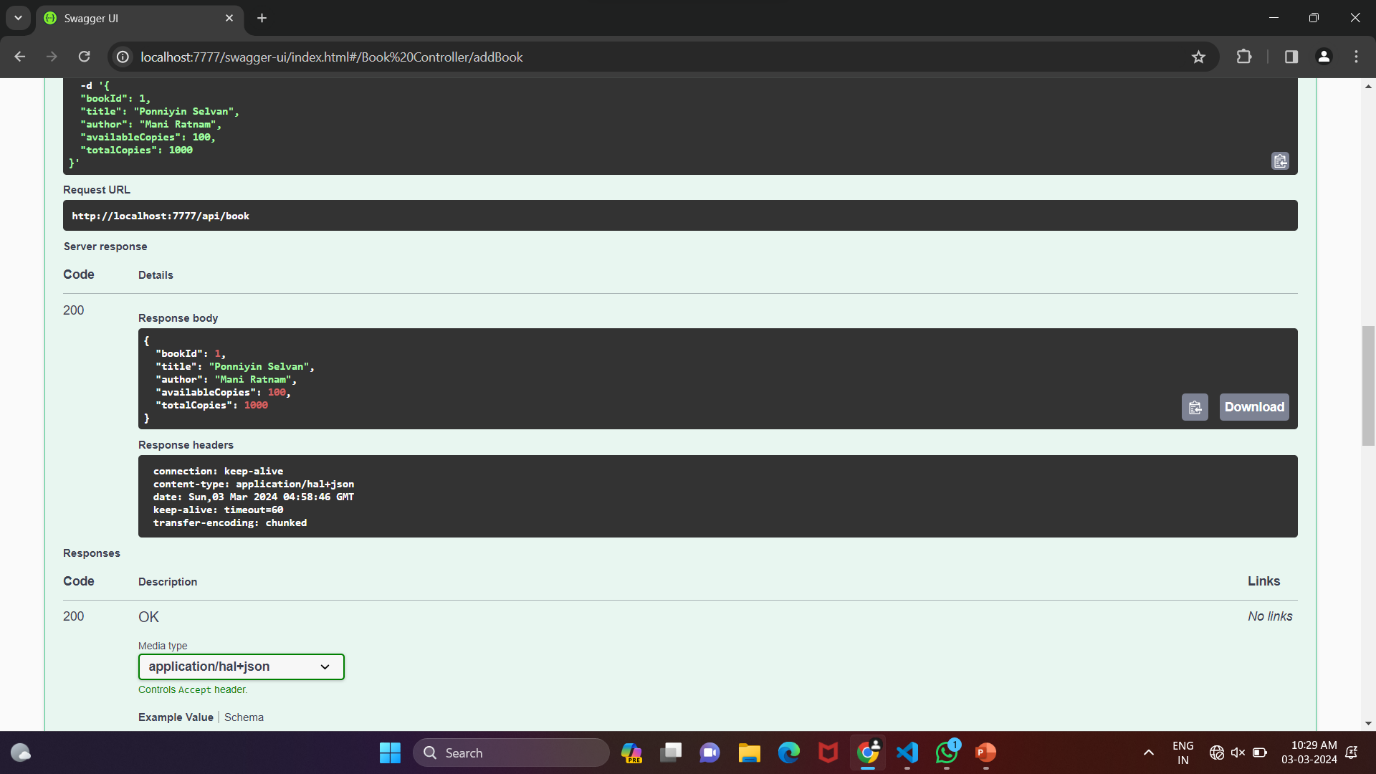 Swagger UI
localhost:7777/swagger-ui/index.html#/Book%20Controller/addBook
-d '{
"bookId": 1,
"title": "Ponniyin Selvan",
"author": "Mani Ratnam",
"availableCopies": 100,
"totalCopies": 1000
}'
Request URL
http://localhost:7777/api/book
Server response
Code Details
200
Response body
{
"bookId": 1,
"title": "Ponniyin Selvan",
"author": "Mani Ratnam",
"availableCopies": 100,
"totalCopies": 1000
}
Download
Response headers
connection: keep-alive
content-type: application/hal+json
date: Sun,03 Mar 2024 04:58:46 GMT
keep-alive: timeout=60
transfer-encoding: chunked
Responses
Code Description Links
200 OK No links
Media type
application/hal+json
Controls Accept header.
Example Value Schema
Search
PRE
1
ENG
IN
10:29 AM
03-03-2024